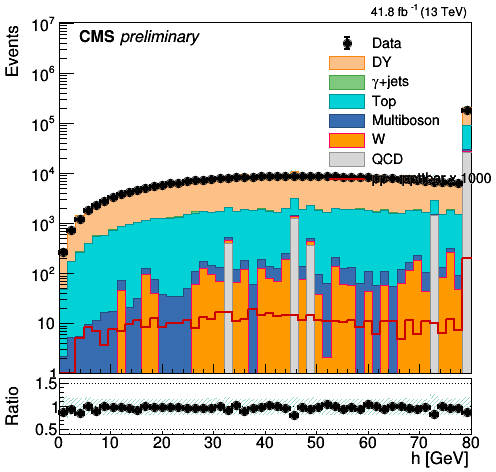 41.8 fb⁻¹ (13 TeV)
CMS preliminary
Events
10⁷
10⁶
10⁵
10⁴
10³
10²
10
1
Data
DY
γ+jets
Top
Multiboson
W
QCD
x 1000
Ratio
1.5
1
0.5
0 10 20 30 40 50 60 70 80
h [GeV]